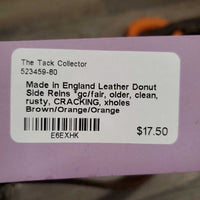 The Tack Collector
523459-80
Made in England Leather Donut
Side Reins *gc/fair, older, clean,
rusty, CRACKING, xholes
Brown/Orange/Orange
E6EXHK
$17.50